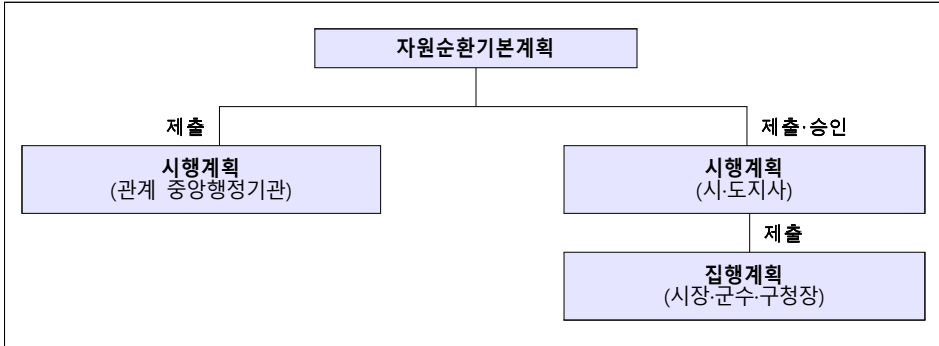 자원순환기본계획
제출
제출·승인
시행계획
(관계 중앙행정기관)
시행계획
(시·도지사)
제출
집행계획
(시장·군수·구청장)